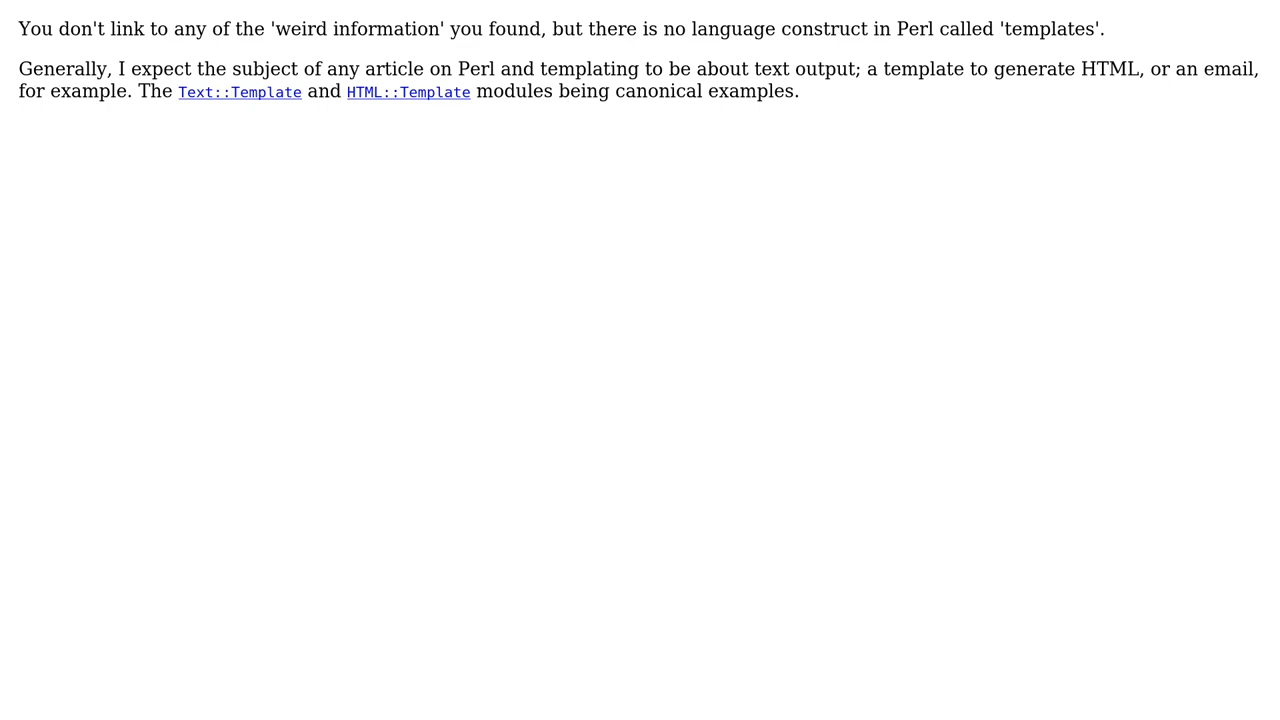 You don't link to any of the 'weird information' you found, but there is no language construct in Perl called 'templates'.
Generally, I expect the subject of any article on Perl and templating to be about text output; a template to generate HTML, or an email,
for example. The Text::Template and HTML::Template modules being canonical examples.